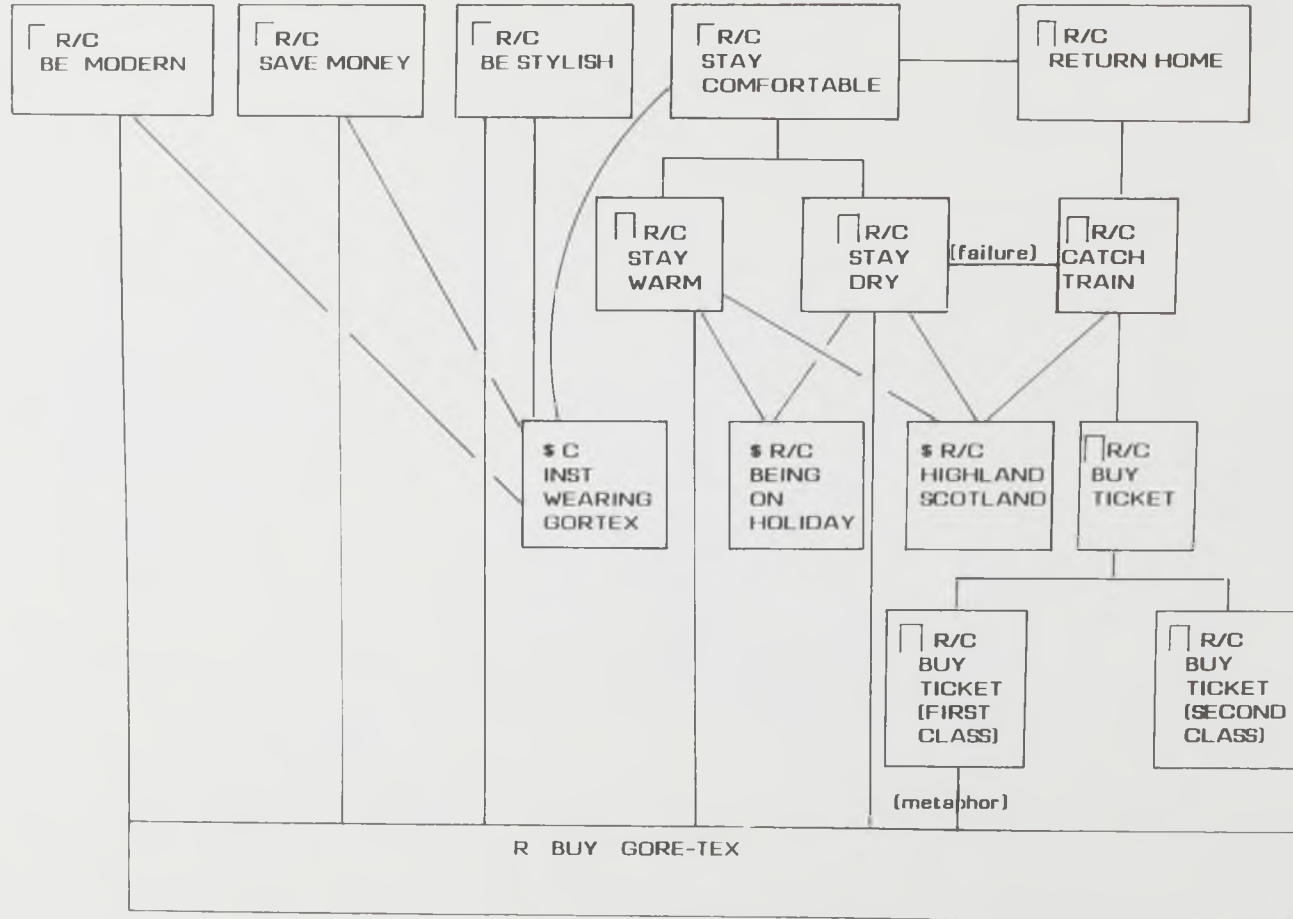 R/C
BE MODERN
R/C
SAVE MONEY
R/C
BE STYLISH
R/C
STAY
COMFORTABLE
R/C
RETURN HOME
R/C
STAY
WARM
R/C
STAY
DRY
(failure)
R/C
CATCH
TRAIN
$ C
INST
WEARING
GORTEX
$ R/C
BEING
ON
HOLIDAY
$ R/C
HIGHLAND
SCOTLAND
R/C
BUY
TICKET
R/C
BUY
TICKET
(FIRST
CLASS)
R/C
BUY
TICKET
(SECOND
CLASS)
(metaphor)
R BUY GORE-TEX